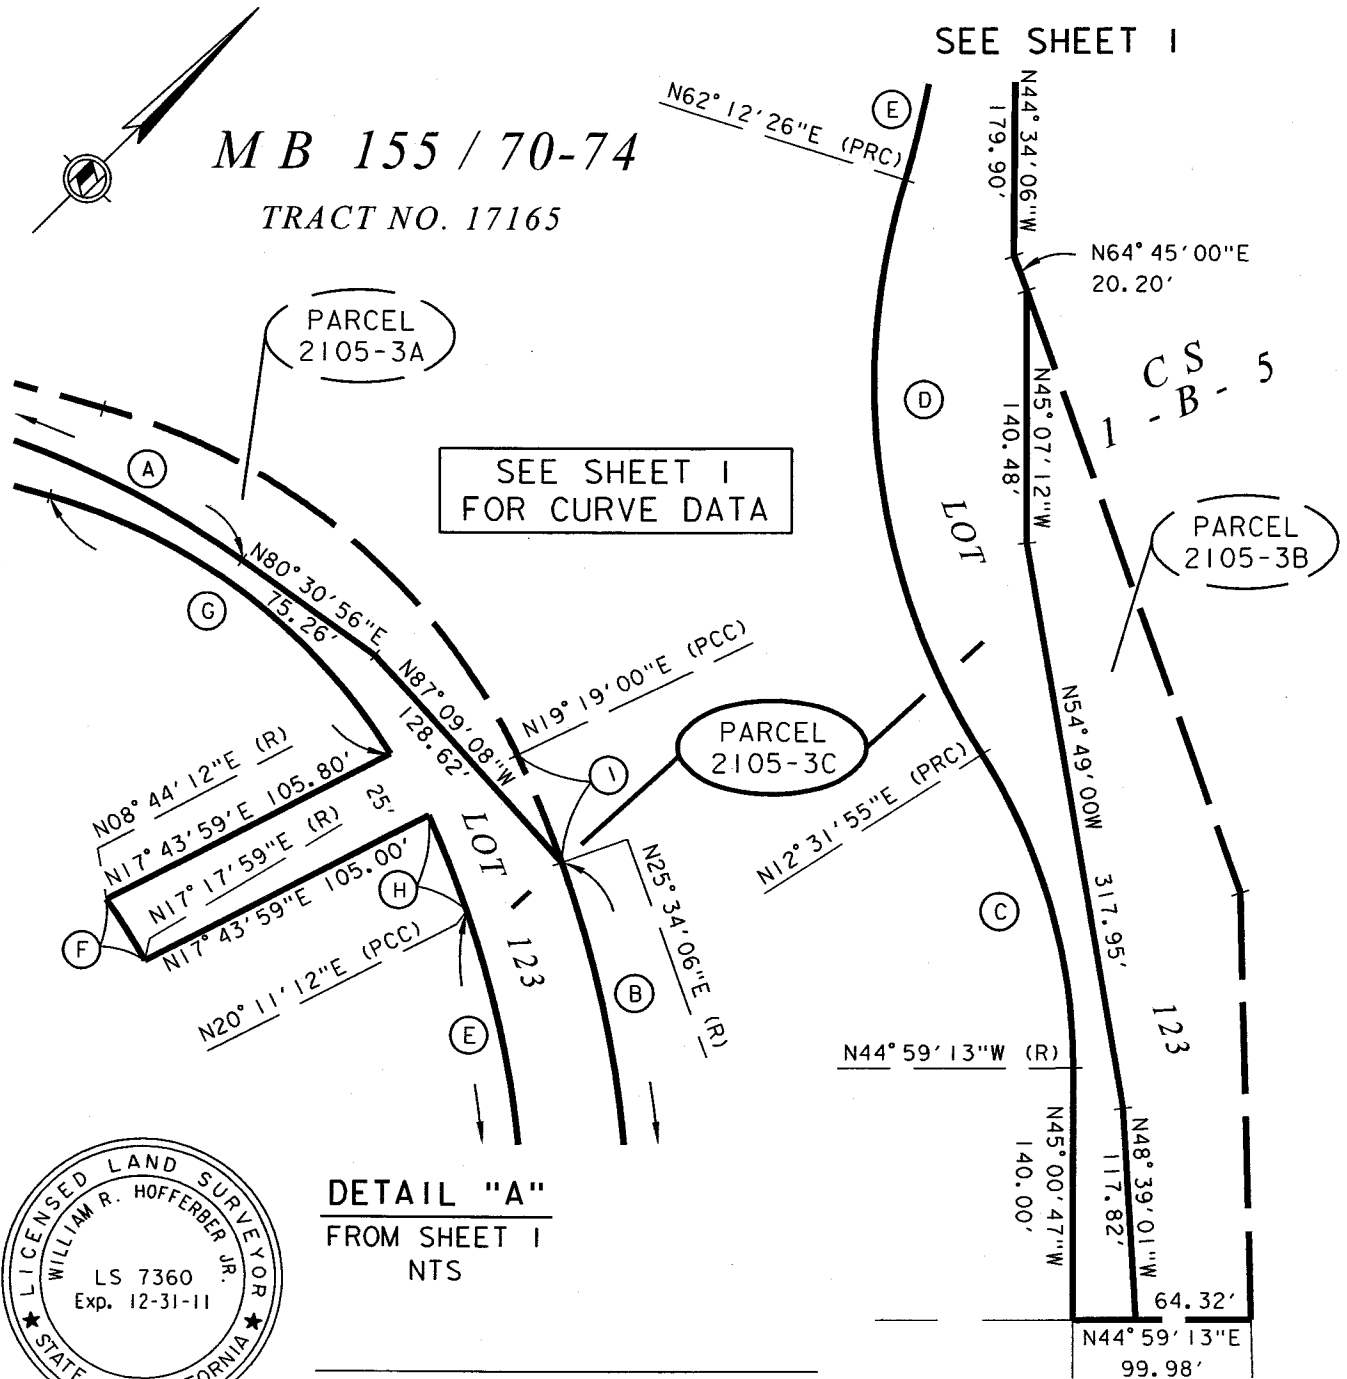 SEE SHEET 1
M B 155 / 70-74
TRACT NO. 17165
N62°12'26"E (PRC)
E
N44°34'06"W
179.90'
N64°45'00"E
20.20'
PARCEL
2105-3A
C S
1 - B - 5
SEE SHEET 1
FOR CURVE DATA
A
D
N45°07'12"W
140.48'
LOT
PARCEL
2105-3B
N80°30'56"E
75.26'
G
N87°09'08"W
128.62'
N19°19'00"E (PCC)
PARCEL
2105-3C
I
N54°49'00W
317.95'
N12°31'55"E (PRC)
N08°44'12"E (R)
N17°43'59'E 105.80'
N17°17'59"E (R)
25'
N17°43'59"E 105.00'
F
H
N20°11'12"E (PCC)
LOT
123
N25°34'06"E (R)
B
E
C
123
N44°59'13"W (R)
N45°00'47"W
140.00'
N48°39'01"W
117.82'
64.32'
N44°59'13"E
99.98'
DETAIL "A"
FROM SHEET 1
NTS
LICENSED LAND SURVEYOR
WILLIAM R. HOFFERBER JR.
LS 7360
Exp. 12-31-11
STATE